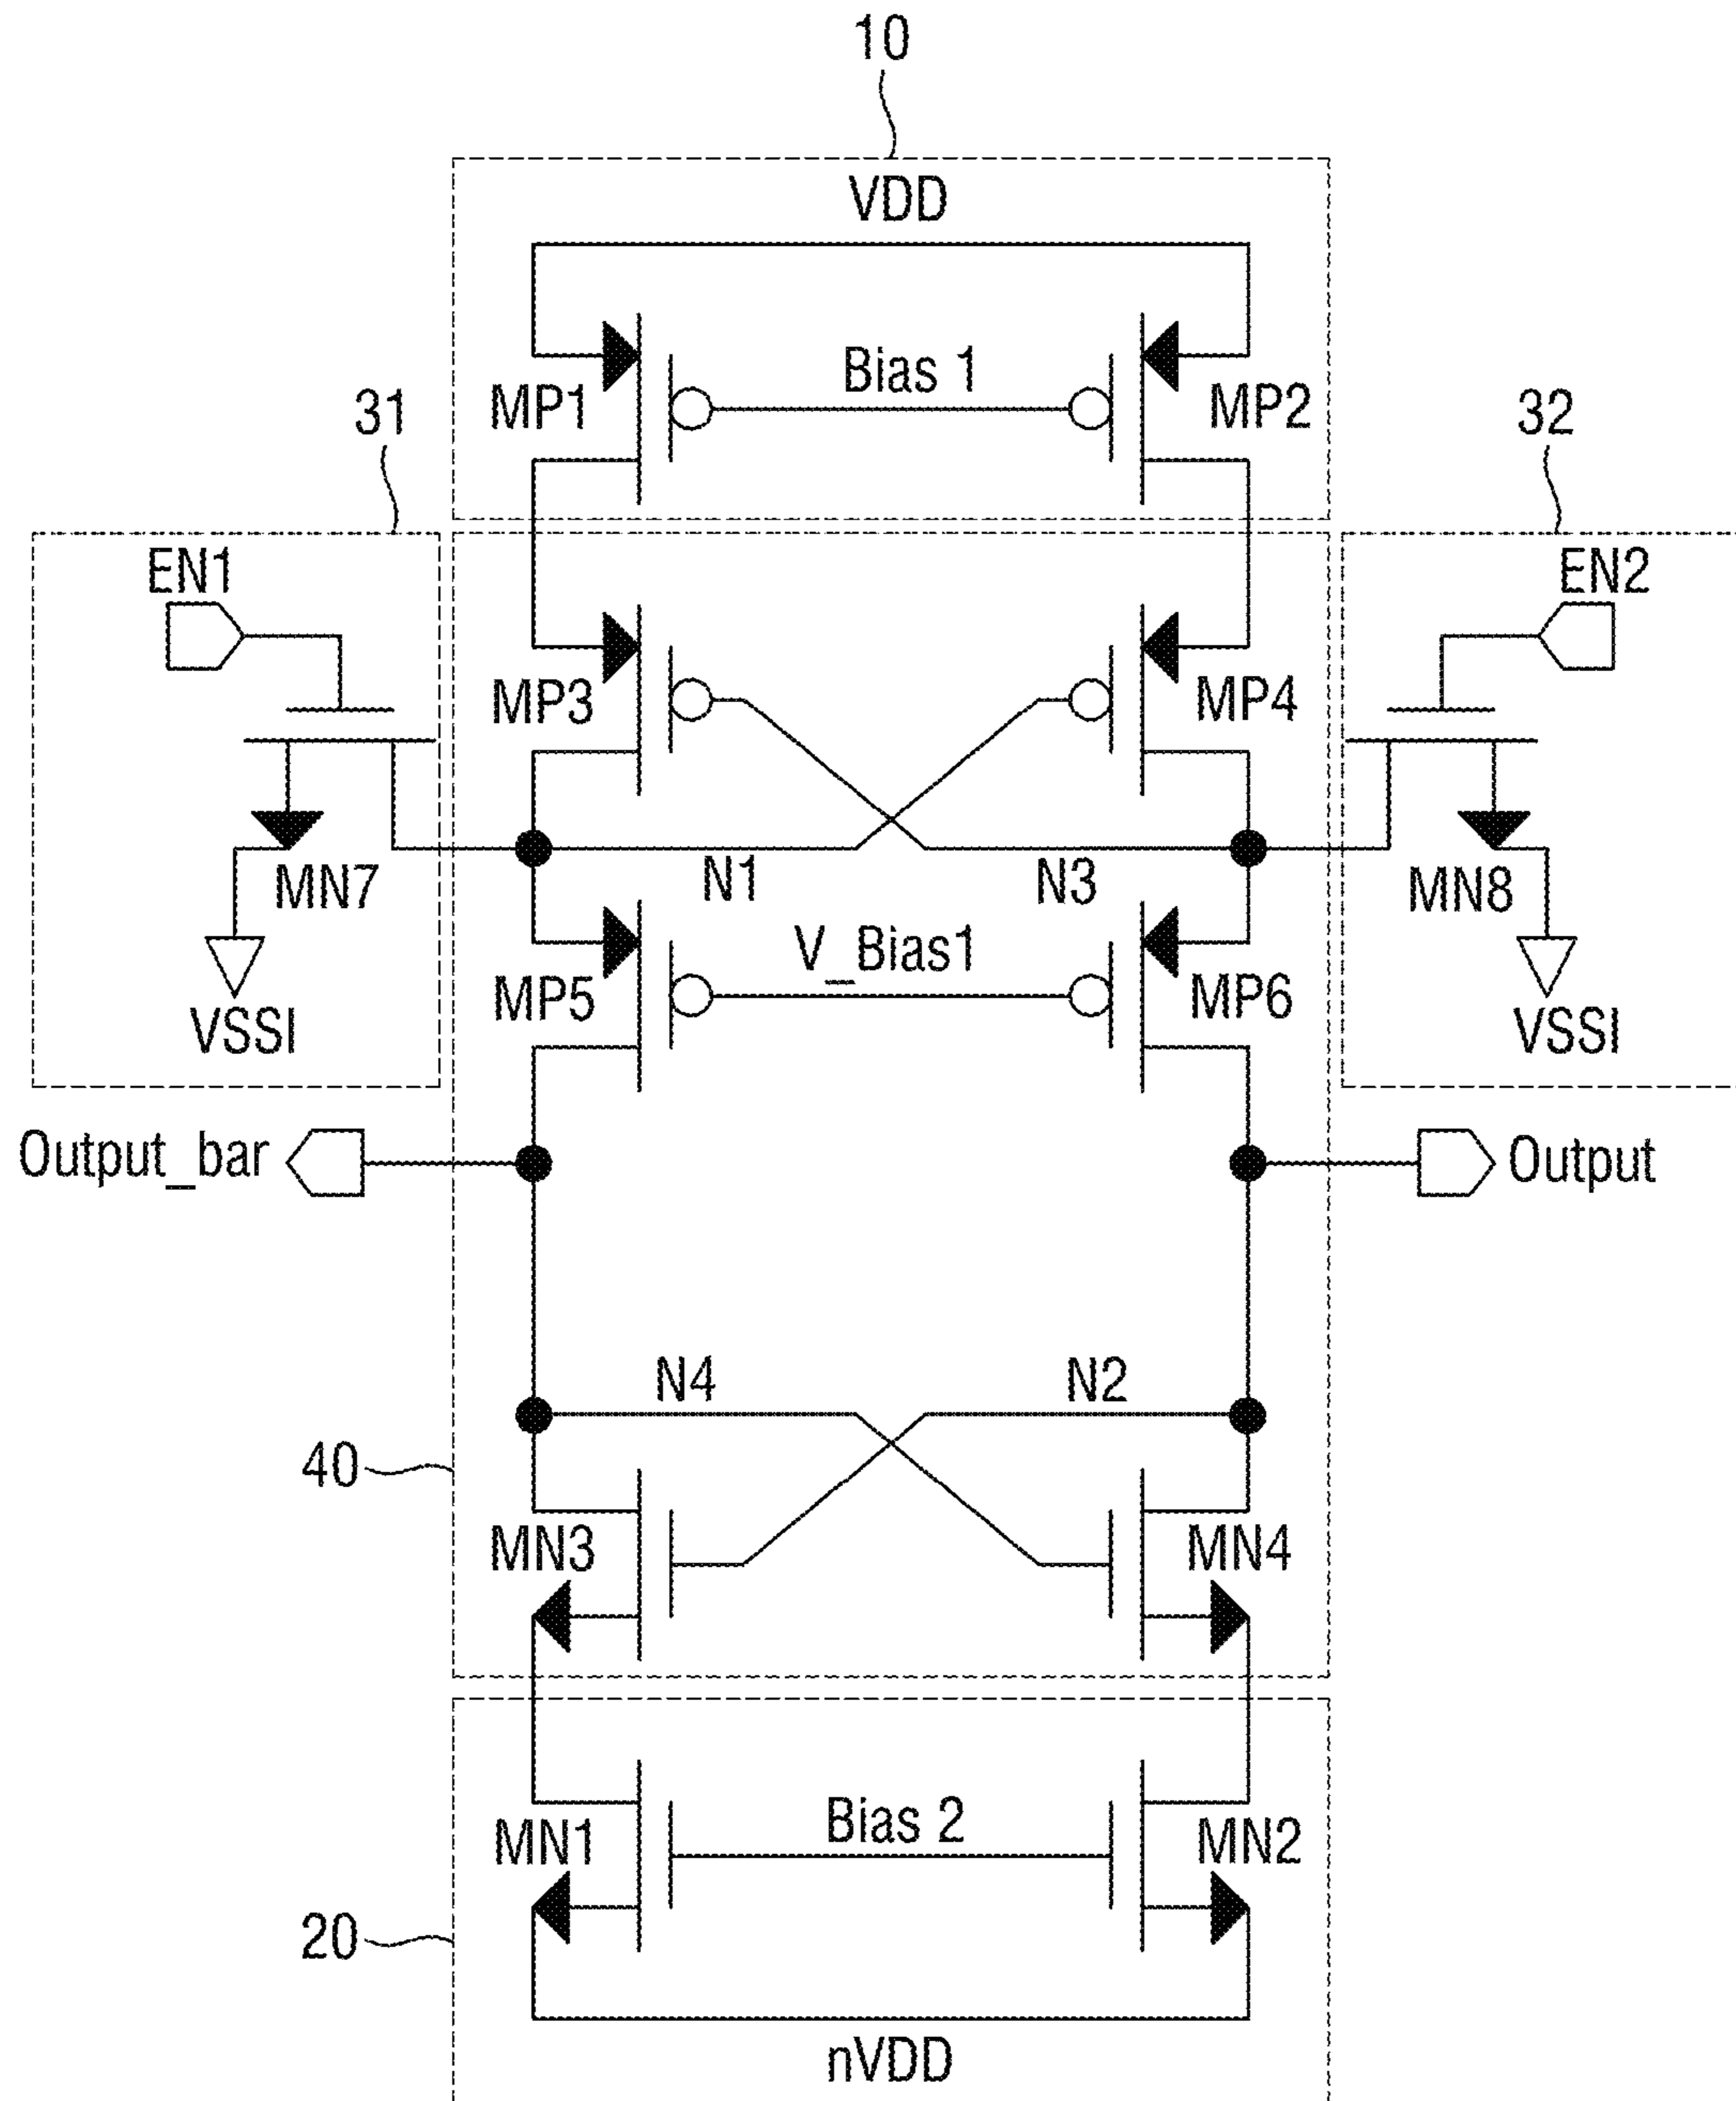 10
VDD
Bias 1
MP1
MP2
31
32
EN1
EN2
MP3
MP4
N1
N3
MN7
MN8
V_Bias1
MP5
MP6
VSSI
VSSI
Output_bar
Output
N4
N2
40
MN3
MN4
Bias 2
MN1
MN2
20
nVDD